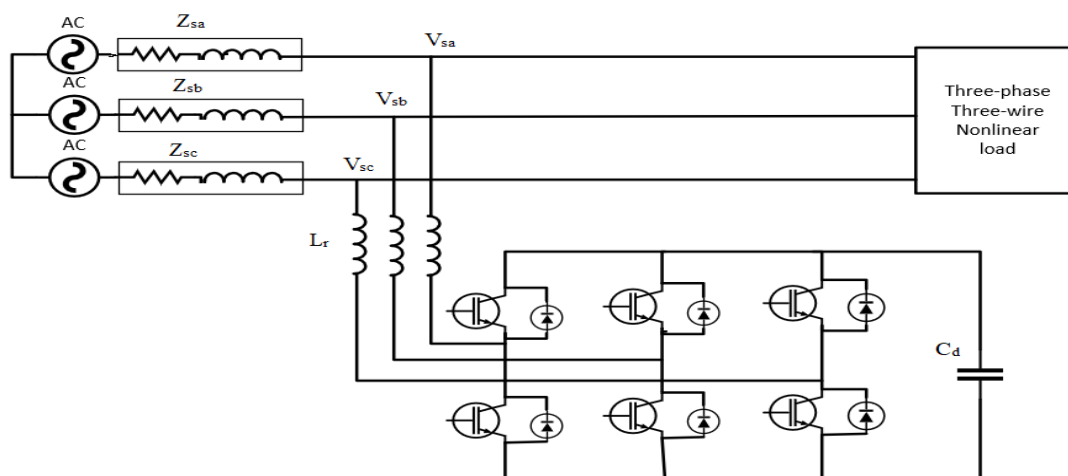 AC
Zsa
Vsa
AC
Zsb
Vsb
AC
Zsc
Vsc
Three-phase
Three-wire
Nonlinear
load
Lr
Cd